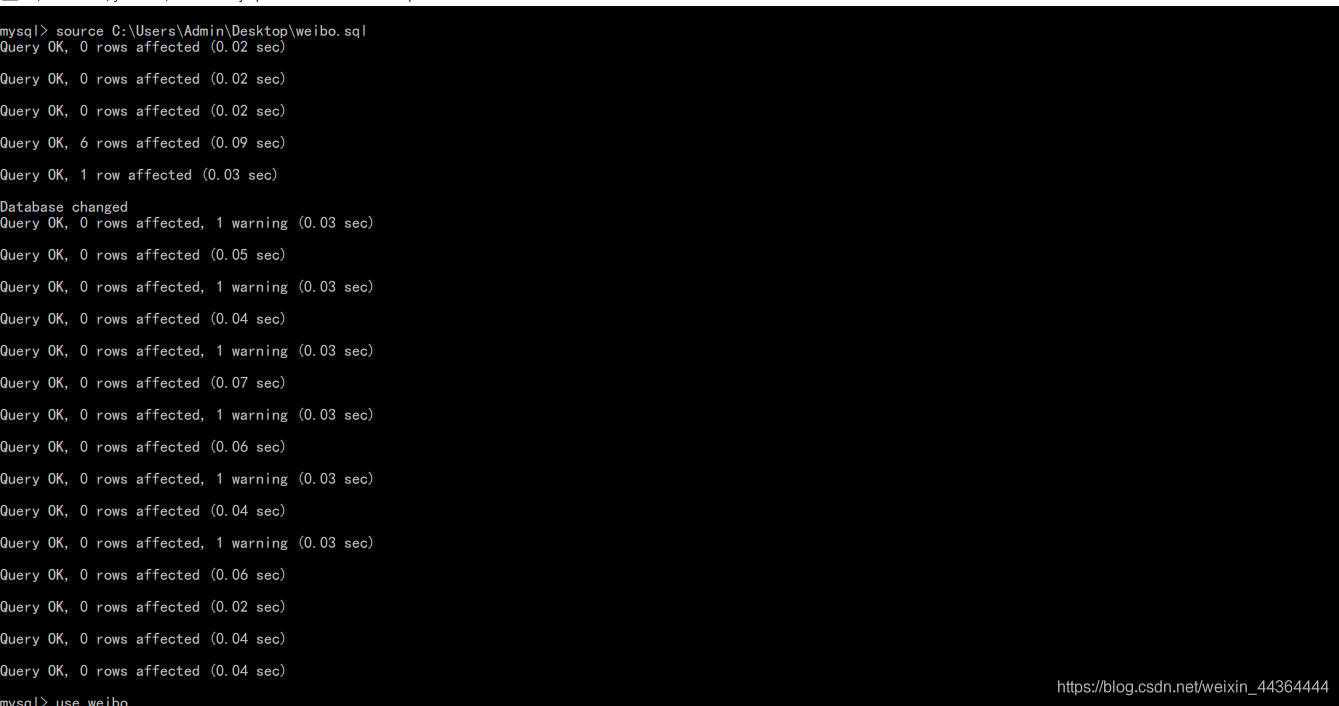 mysql> source C:\Users\Admin\Desktop\weibo.sql
Query OK, 0 rows affected (0.02 sec)
Query OK, 0 rows affected (0.02 sec)
Query OK, 0 rows affected (0.02 sec)
Query OK, 6 rows affected (0.09 sec)
Query OK, 1 row affected (0.03 sec)
Database changed
Query OK, 0 rows affected, 1 warning (0.03 sec)
Query OK, 0 rows affected (0.05 sec)
Query OK, 0 rows affected, 1 warning (0.03 sec)
Query OK, 0 rows affected (0.04 sec)
Query OK, 0 rows affected, 1 warning (0.03 sec)
Query OK, 0 rows affected (0.07 sec)
Query OK, 0 rows affected, 1 warning (0.03 sec)
Query OK, 0 rows affected (0.06 sec)
Query OK, 0 rows affected, 1 warning (0.03 sec)
Query OK, 0 rows affected (0.04 sec)
Query OK, 0 rows affected, 1 warning (0.03 sec)
Query OK, 0 rows affected (0.06 sec)
Query OK, 0 rows affected (0.02 sec)
Query OK, 0 rows affected (0.04 sec)
Query OK, 0 rows affected (0.04 sec)
mysql> use weibo
https://blog.csdn.net/weixin_44364444